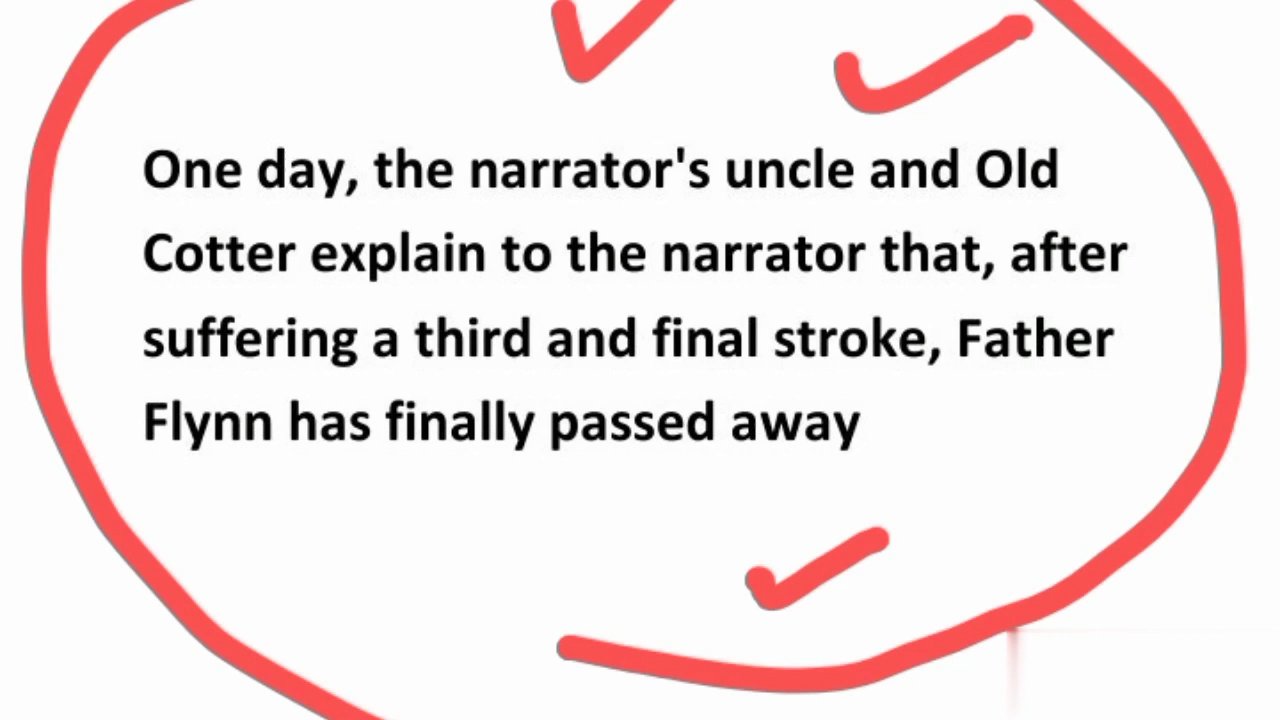 One day, the narrator's uncle and Old
Cotter explain to the narrator that, after
suffering a third and final stroke, Father
Flynn has finally passed away